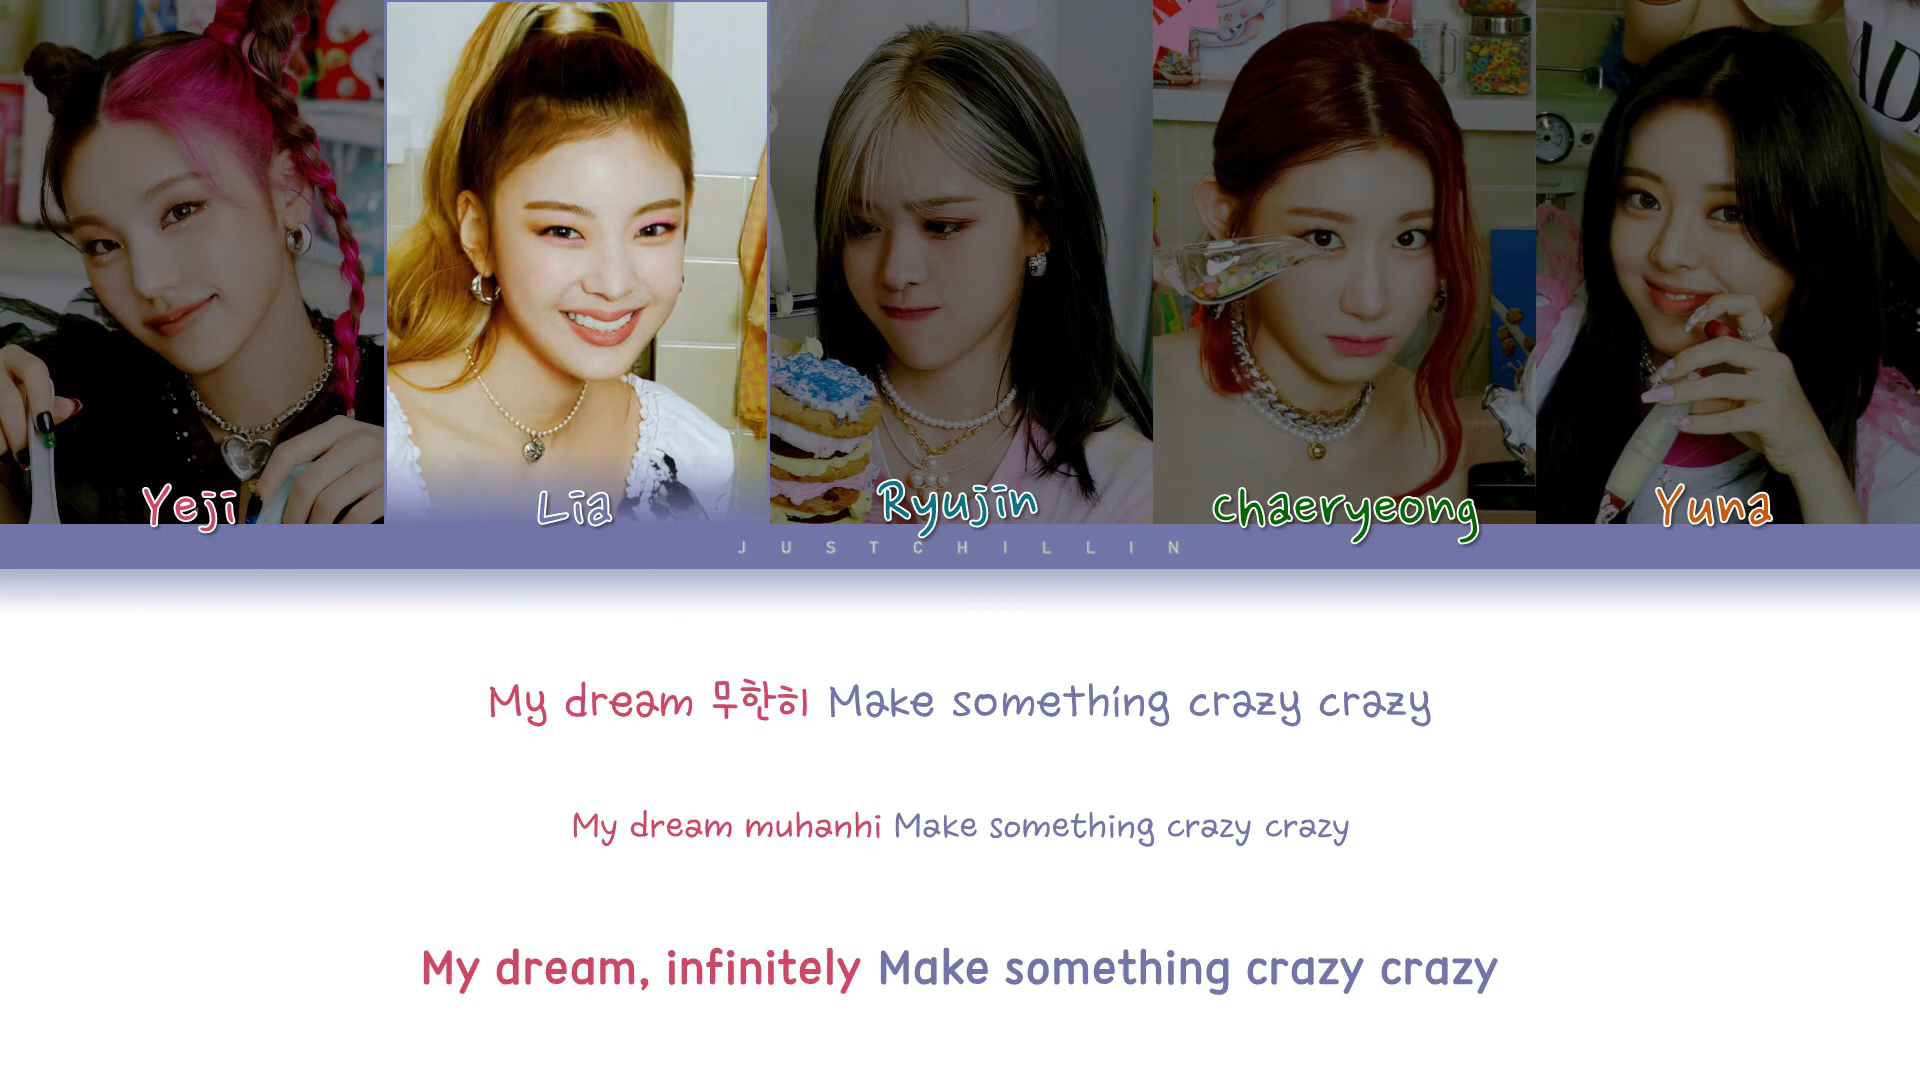 Yeji Lia Ryujin Chaeryeong Yuna
JUSTCHILLIN
My dream 무한히 Make something crazy crazy
My dream muhanhi Make something crazy crazy
My dream, infinitely Make something crazy crazy